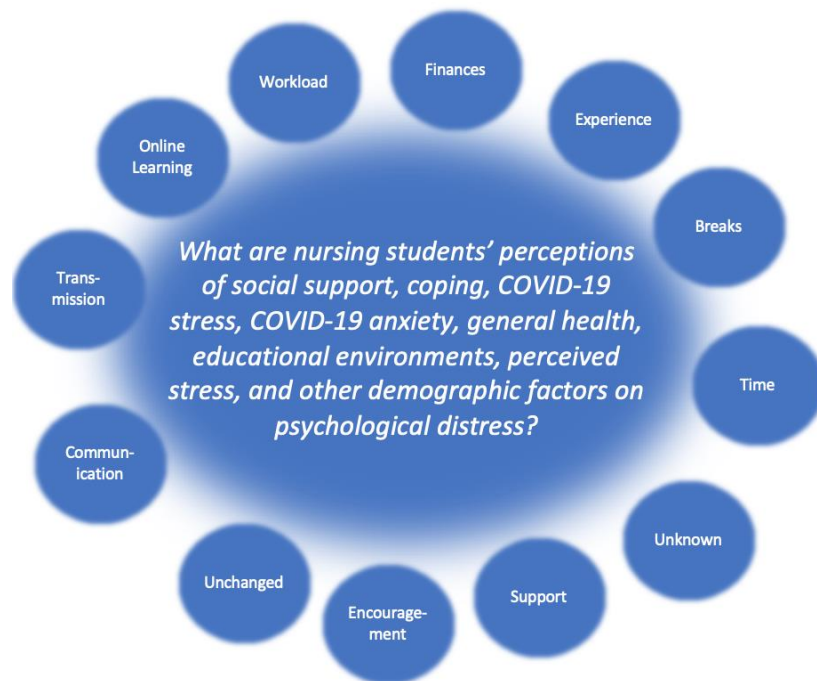 Workload
Finances
Experience
Online
Learning
Breaks
Trans-
mission
What are nursing students’ perceptions
of social support, coping, COVID-19
stress, COVID-19 anxiety, general health,
educational environments, perceived
stress, and other demographic factors on
psychological distress?
Time
Commun-
ication
Unknown
Unchanged
Encourage-
ment
Support